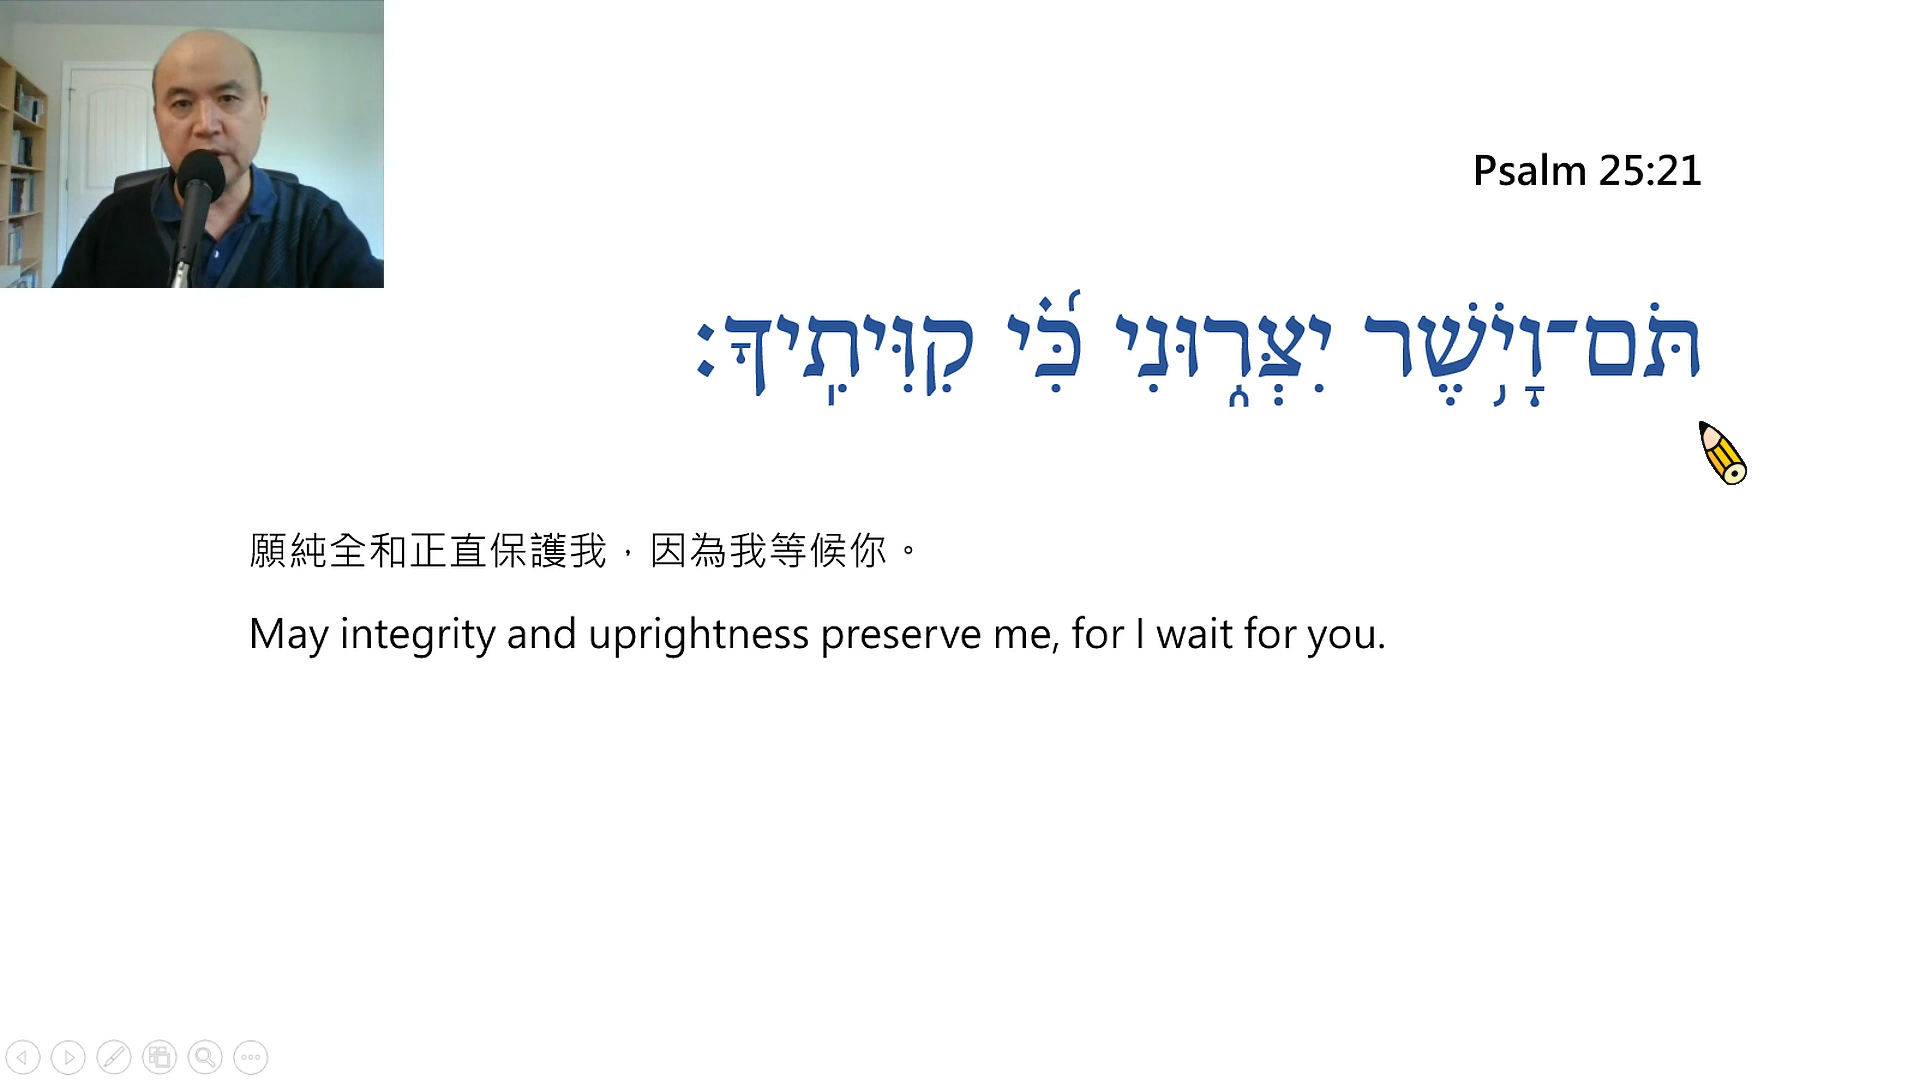 Psalm 25:21
תֹּם־וָיֹ֥שֶׁר יִצְּר֑וּנִי כִּ֝֗י קִוִּיתִֽיךָ׃
願純全和正直保護我，因為我等候你。
May integrity and uprightness preserve me, for I wait for you.